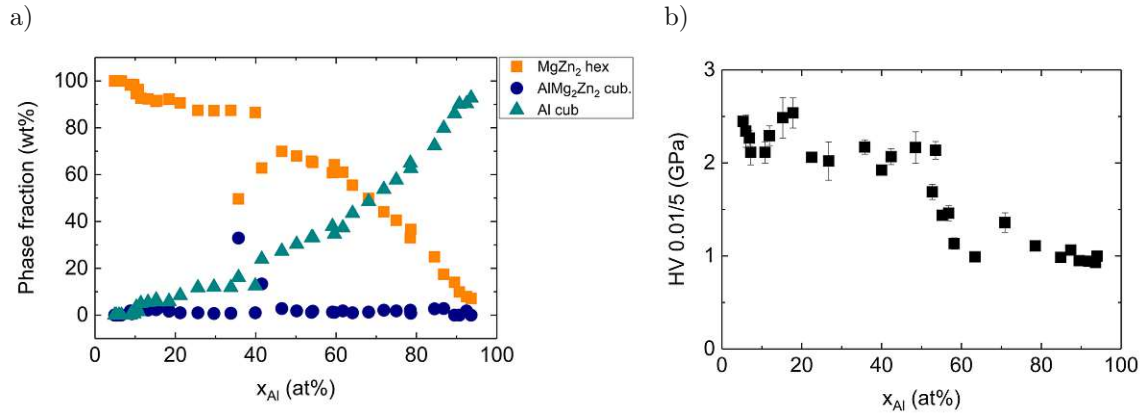 a)
Phase fraction (wt%)
100
80
60
40
20
0
0 20 40 60 80 100
x_Al (at%)
MgZn₂ hex
AlMg₂Zn₂ cub.
Al cub
b)
HV 0.01/5 (GPa)
3
2
1
0
0 20 40 60 80 100
x_Al (at%)